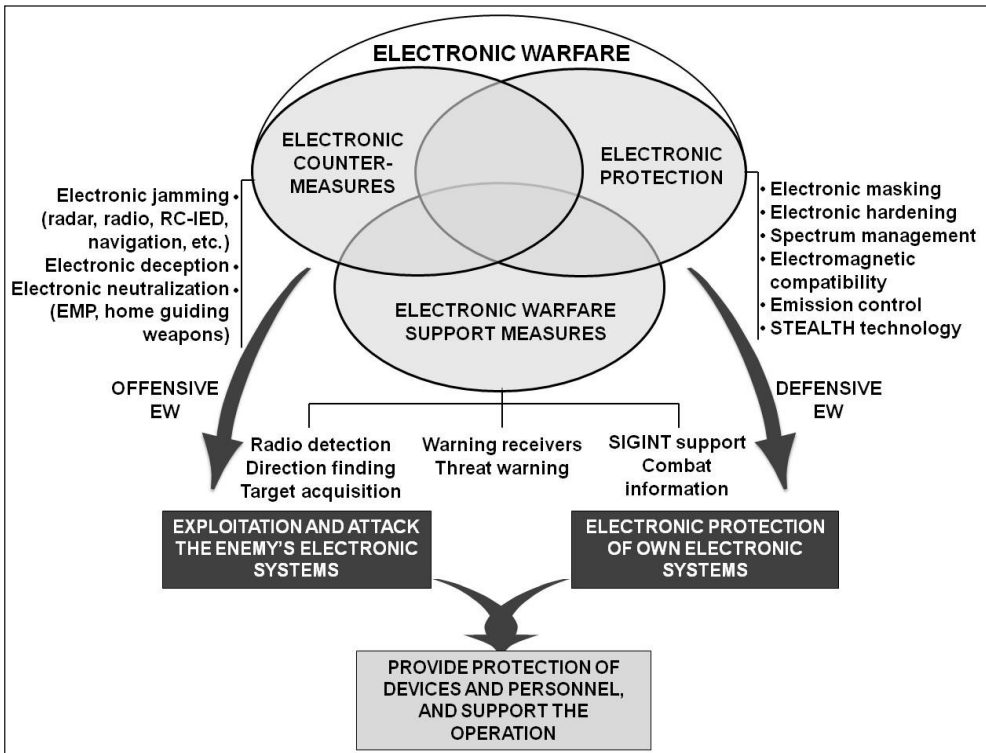 ELECTRONIC WARFARE
ELECTRONIC
COUNTER-
MEASURES
ELECTRONIC
PROTECTION
Electronic jamming •
(radar, radio, RC-IED,
navigation, etc.)
Electronic deception •
Electronic neutralization •
(EMP, home guiding
weapons)
• Electronic masking
• Electronic hardening
• Spectrum management
• Electromagnetic
compatibility
• Emission control
• STEALTH technology
ELECTRONIC WARFARE
SUPPORT MEASURES
OFFENSIVE
EW
DEFENSIVE
EW
Radio detection
Direction finding
Target acquisition
Warning receivers
Threat warning
SIGINT support
Combat
information
EXPLOITATION AND ATTACK
THE ENEMY'S ELECTRONIC
SYSTEMS
ELECTRONIC PROTECTION
OF OWN ELECTRONIC
SYSTEMS
PROVIDE PROTECTION OF
DEVICES AND PERSONNEL,
AND SUPPORT THE
OPERATION